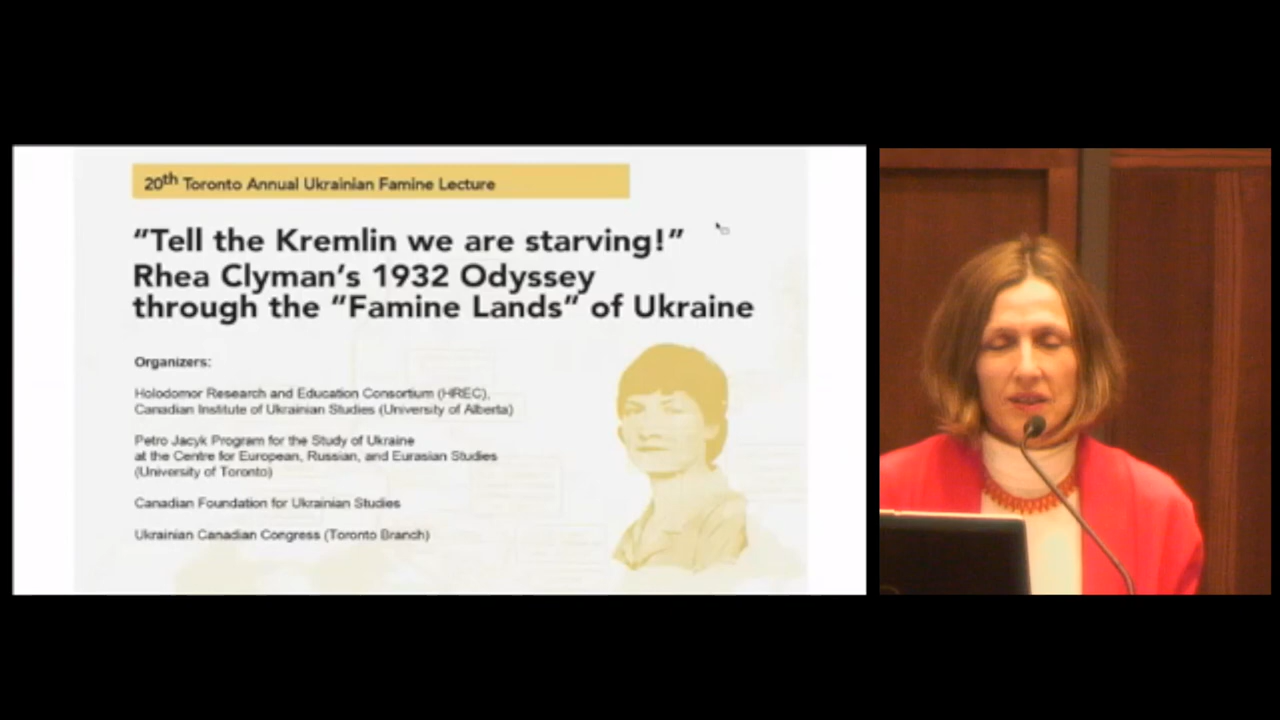 20th Toronto Annual Ukrainian Famine Lecture
“Tell the Kremlin we are starving!”
Rhea Clyman’s 1932 Odyssey
through the “Famine Lands” of Ukraine
Organizers:
Holodomor Research and Education Consortium (HREC),
Canadian Institute of Ukrainian Studies (University of Alberta)
Petro Jacyk Program for the Study of Ukraine
at the Centre for European, Russian, and Eurasian Studies
(University of Toronto)
Canadian Foundation for Ukrainian Studies
Ukrainian Canadian Congress (Toronto Branch)